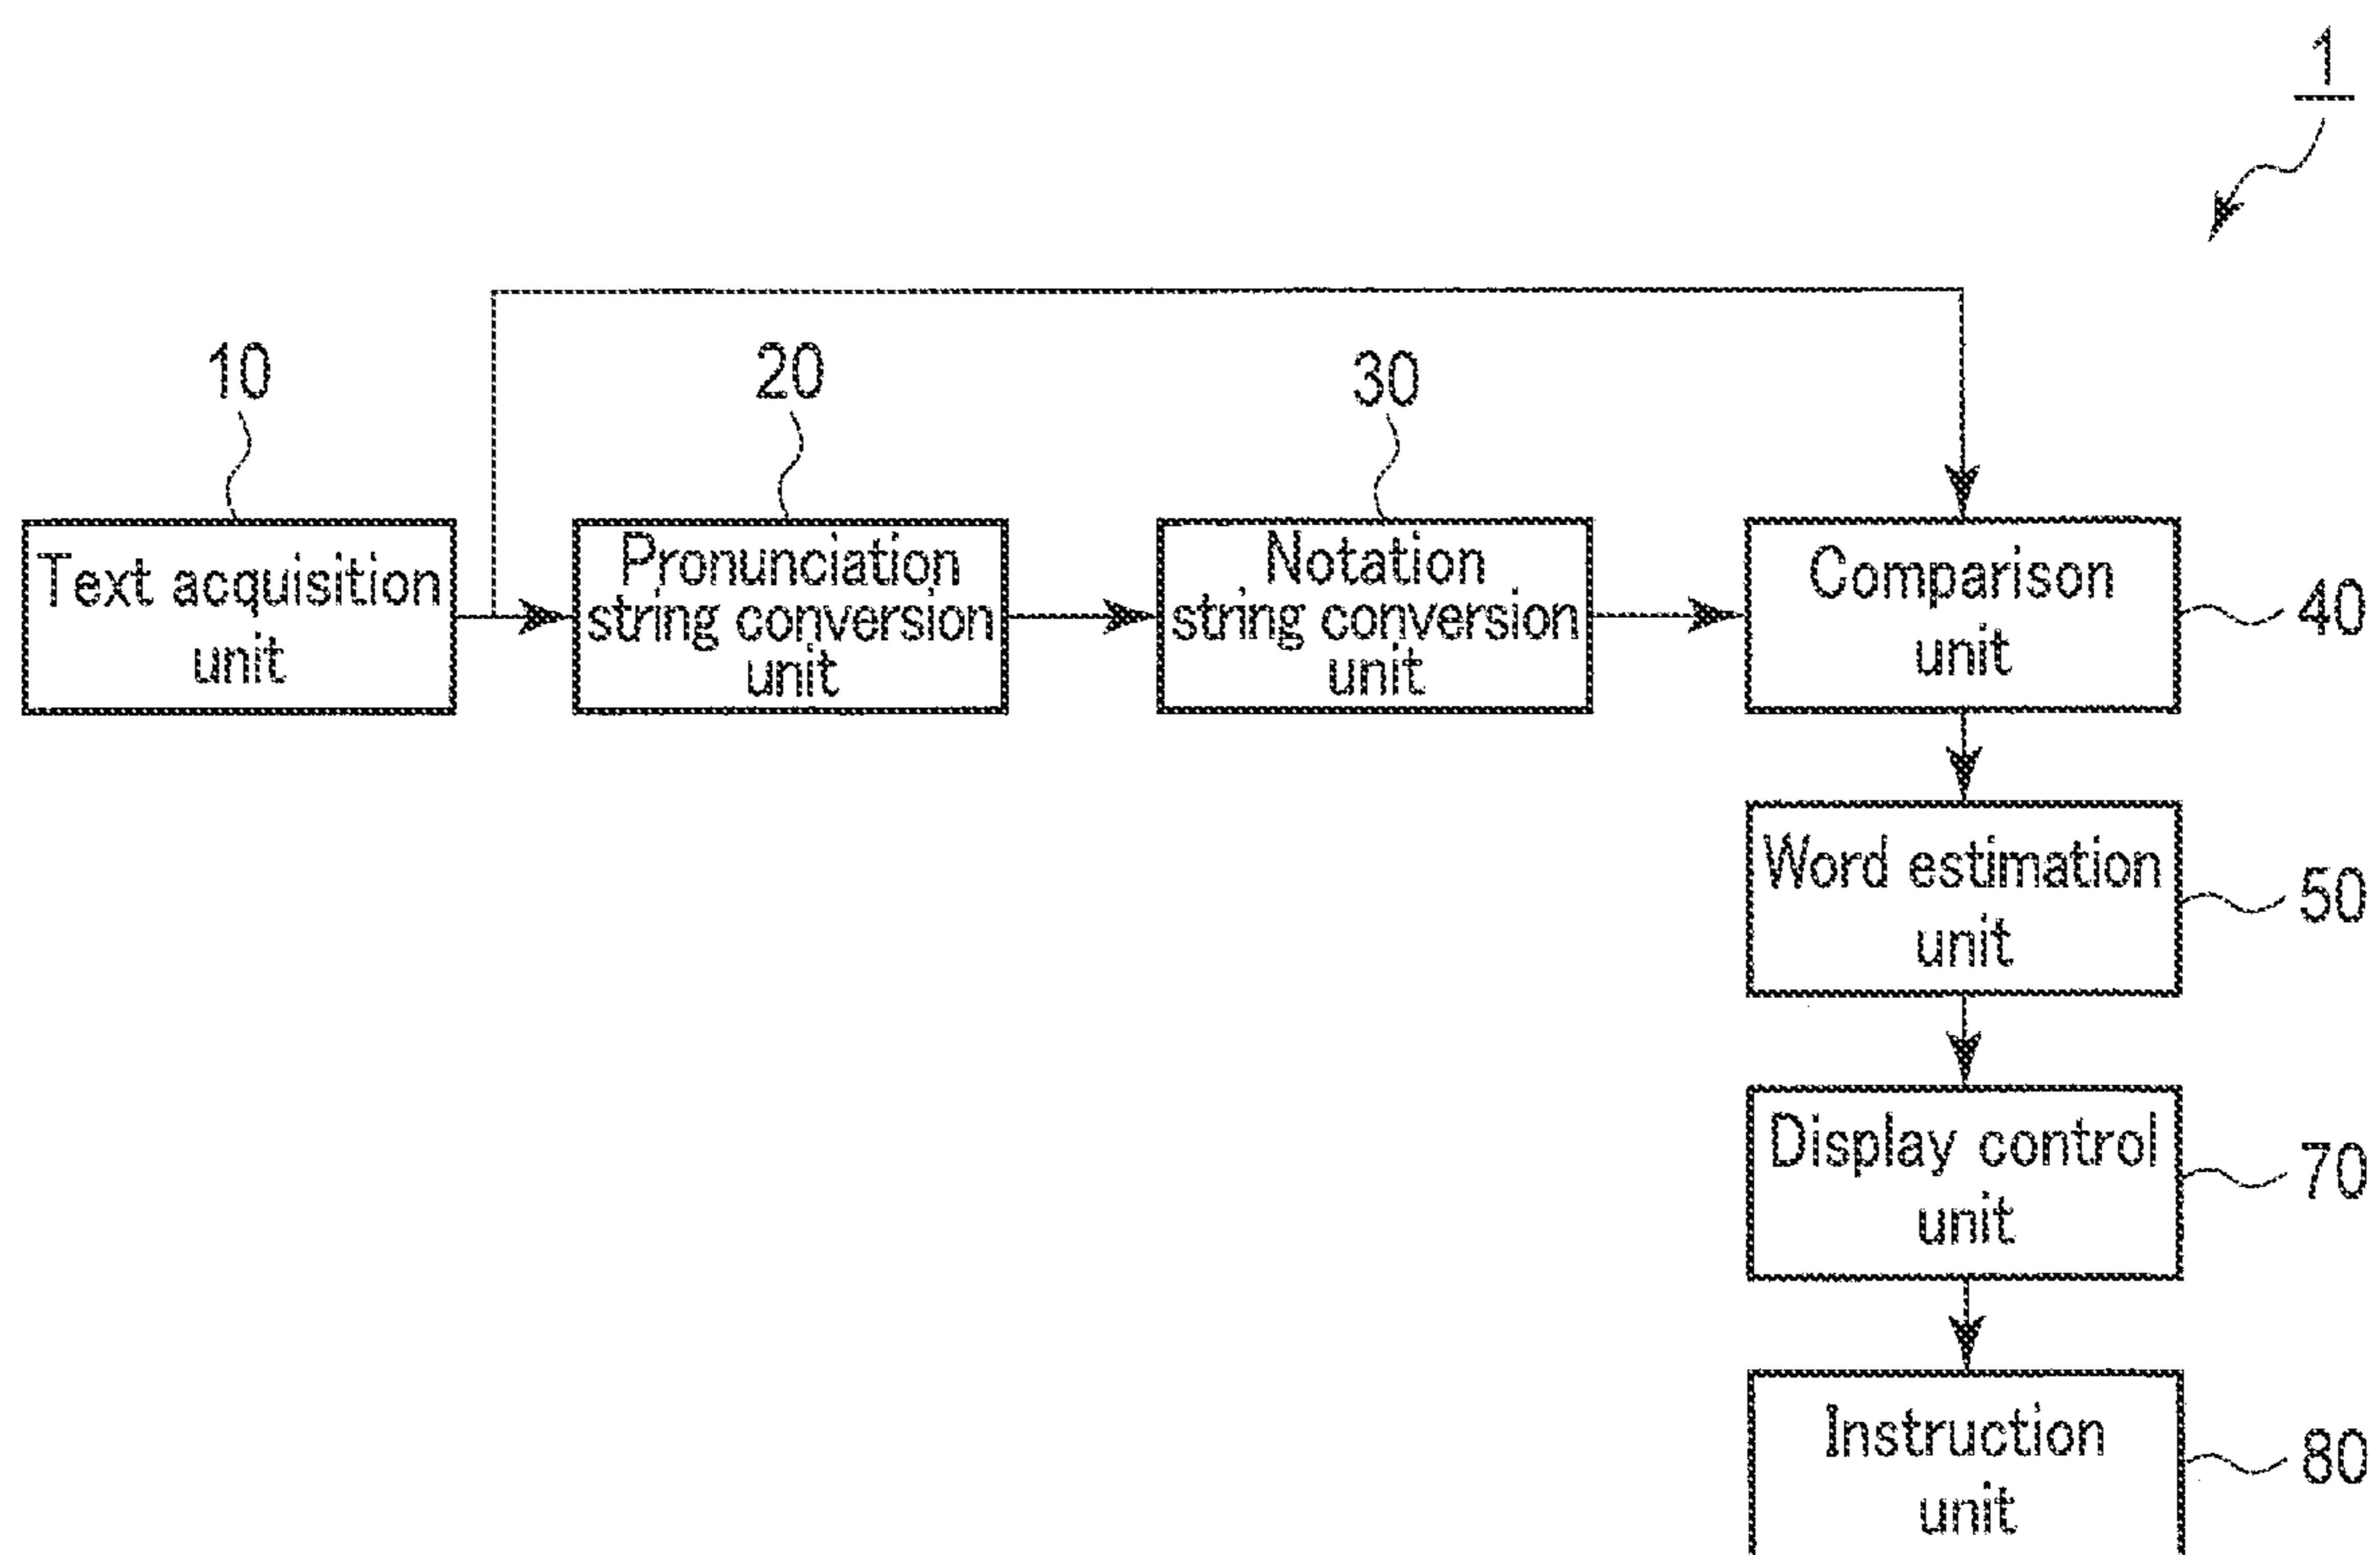 1
10
20
30
Text acquisition
unit
Pronunciation
string conversion
unit
Notation
string conversion
unit
Comparison
unit
40
Word estimation
unit
50
Display control
unit
70
Instruction
unit
80